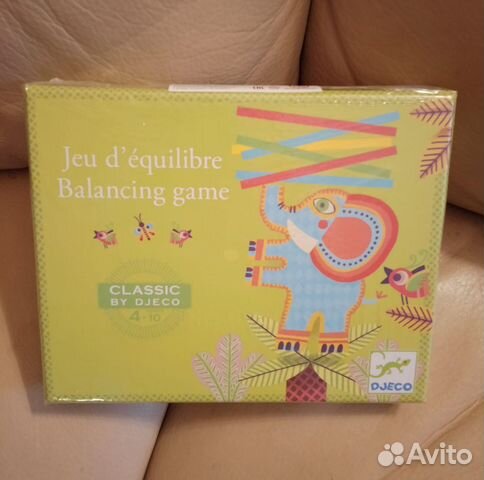 Jeu d'équilibre
Balancing game
CLASSIC
BY DJECO
4 - 10
DJECO
Avito